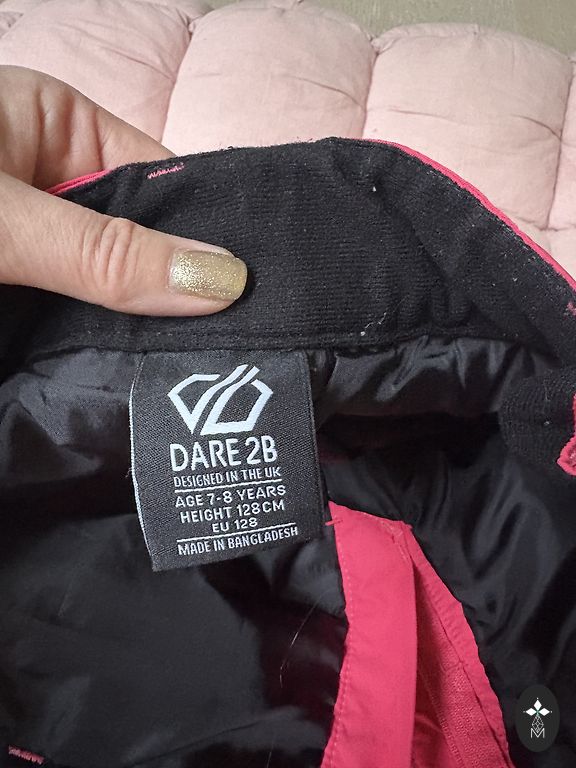 DARE 2B
DESIGNED IN THE UK
AGE 7-8 YEARS
HEIGHT 128CM
EU 128
MADE IN BANGLADESH
M